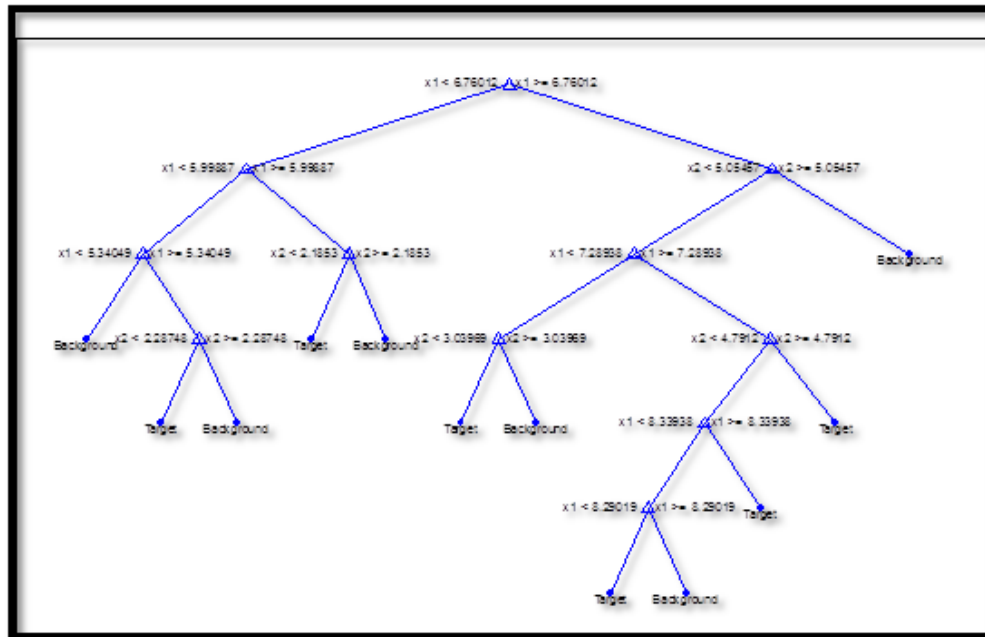 x1 < 6.76012 x1 >= 6.76012
x1 < 5.99887 x1 >= 5.99887 x2 < 5.05457 x2 >= 5.05457
x1 < 5.34049 x1 >= 5.34049 x2 < 2.1853 x2 >= 2.1853 x1 < 7.28938 x1 >= 7.28938 Background
Background x2 < 2.28748 x2 >= 2.28748 Target Background x2 < 3.03969 x2 >= 3.03969 x2 < 4.7912 x2 >= 4.7912
Target Background Target Background x1 < 8.33938 x1 >= 8.33938 Target
x1 < 8.29019 x1 >= 8.29019 Target
Target Background